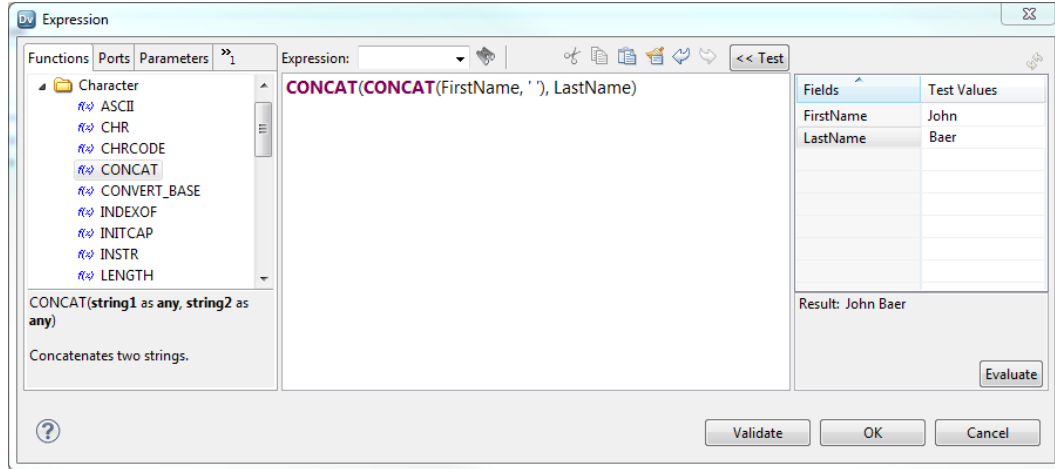 Dv Expression
Functions Ports Parameters »1
Expression:
<< Test
Character
f(x) ASCII
f(x) CHR
f(x) CHRCODE
f(x) CONCAT
f(x) CONVERT_BASE
f(x) INDEXOF
f(x) INITCAP
f(x) INSTR
f(x) LENGTH
CONCAT(string1 as any, string2 as
any)
Concatenates two strings.
CONCAT(CONCAT(FirstName, ' '), LastName)
Fields Test Values
FirstName John
LastName Baer
Result: John Baer
Evaluate
?
Validate OK Cancel